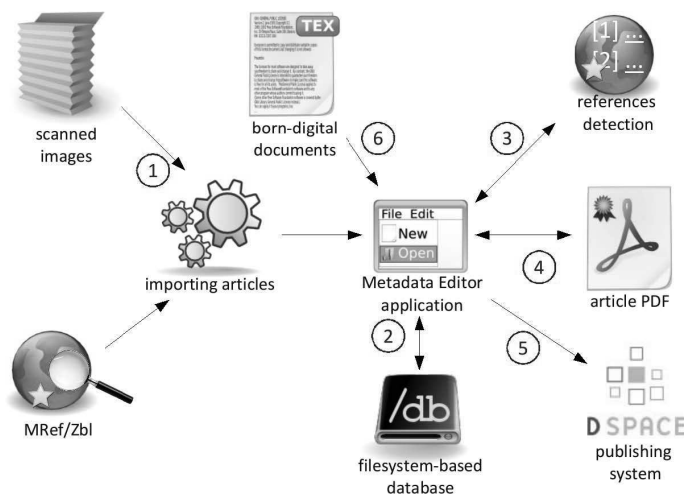 TEX
[1] ...
[2] ...
scanned
images
born-digital
documents
references
detection
6
3
1
File Edit
New
Open
importing articles
Metadata Editor
application
4
article PDF
2
5
/db
MRef/Zbl
filesystem-based
database
DSPACE
publishing
system